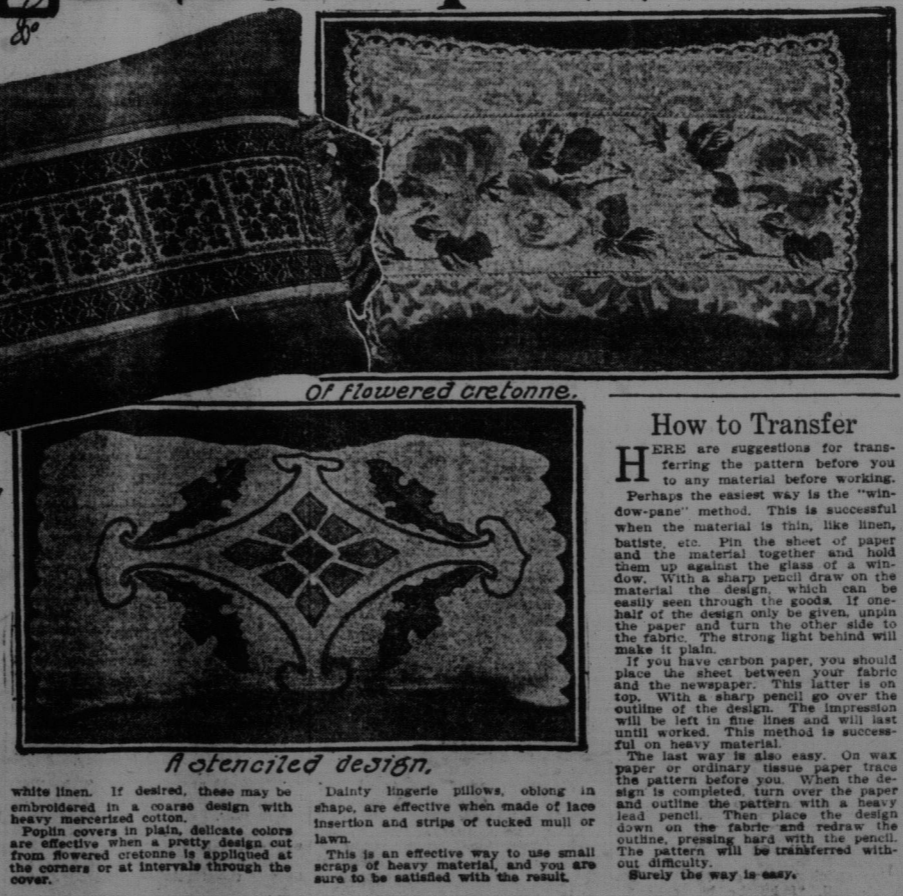 Of flowered cretonne.
A stenciled design.
white linen. If desired, these may be
embroidered in a coarse design with
heavy mercerized cotton.
Poplin covers in plain, delicate colors
are effective when a pretty design cut
from flowered cretonne is appliqued at
the corners or at intervals through the
cover.
Dainty lingerie pillows, oblong in
shape, are effective when made of lace
insertion and strips of tucked mull or
lawn.
This is an effective way to use small
scraps of heavy material, and you are
sure to be satisfied with the result.
How to Transfer
HERE are suggestions for trans-
ferring the pattern before you
to any material before working.
Perhaps the easiest way is the "win-
dow-pane" method. This is successful
when the material is thin, like linen,
batiste, etc. Pin the sheet of paper
and the material together and hold
them up against the glass of a win-
dow. With a sharp pencil draw on the
material the design, which can be
easily seen through the goods. If one-
half of the design only be given, unpin
the paper and turn the other side to
the fabric. The strong light behind will
make it plain.
If you have carbon paper, you should
place the sheet between your fabric
and the newspaper. This latter is on
top. With a sharp pencil go over the
outline of the design. The impression
will be left in fine lines and will last
until worked. This method is success-
ful on heavy material.
The last way is also easy. On wax
paper or ordinary tissue paper trace
the pattern before you. When the de-
sign is completed, turn over the paper
and outline the pattern with a heavy
lead pencil. Then place the design
down on the fabric and redraw the
outline, pressing hard with the pencil.
The pattern will be transferred with-
out difficulty.
Surely the way is easy.